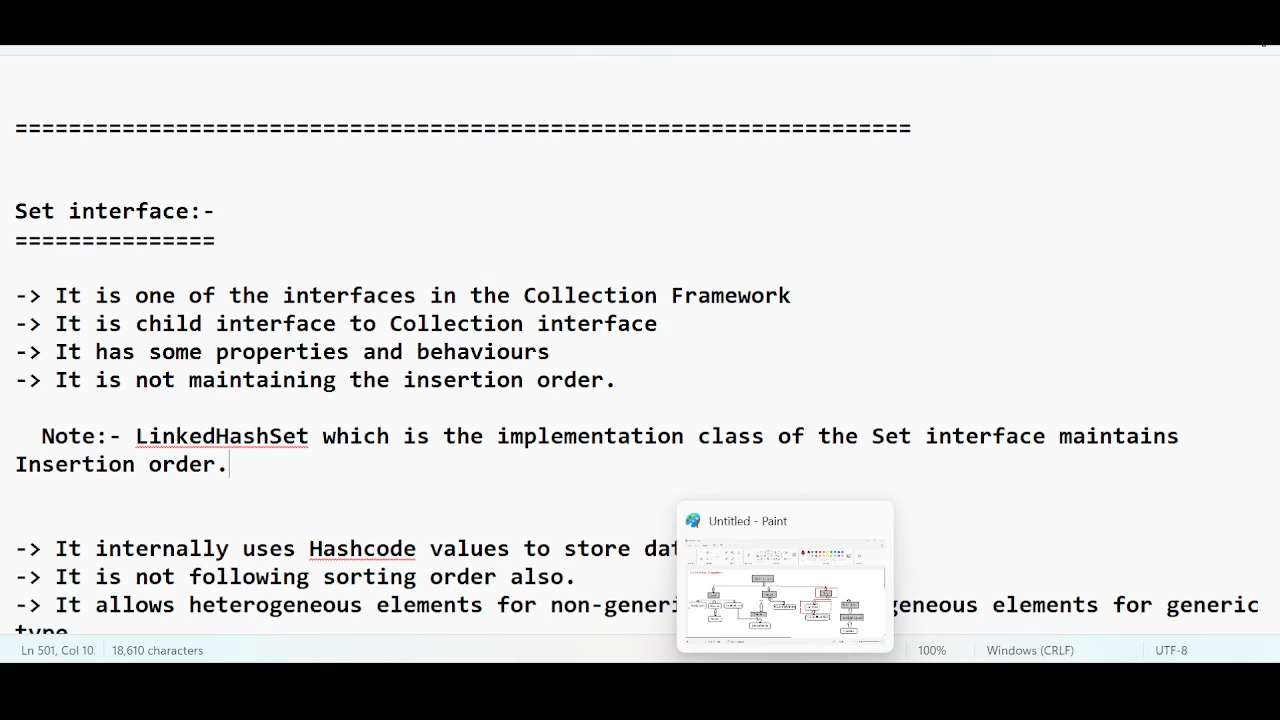 ===================================================================
Set interface:-
===============
-> It is one of the interfaces in the Collection Framework
-> It is child interface to Collection interface
-> It has some properties and behaviours
-> It is not maintaining the insertion order.
Note:- LinkedHashSet which is the implementation class of the Set interface maintains
Insertion order.
Untitled - Paint
-> It internally uses Hashcode values to store
-> It is not following sorting order also.
-> It allows heterogeneous elements for elements for generic
type
Ln 501, Col 10 18,610 characters 100% Windows (CRLF) UTF-8